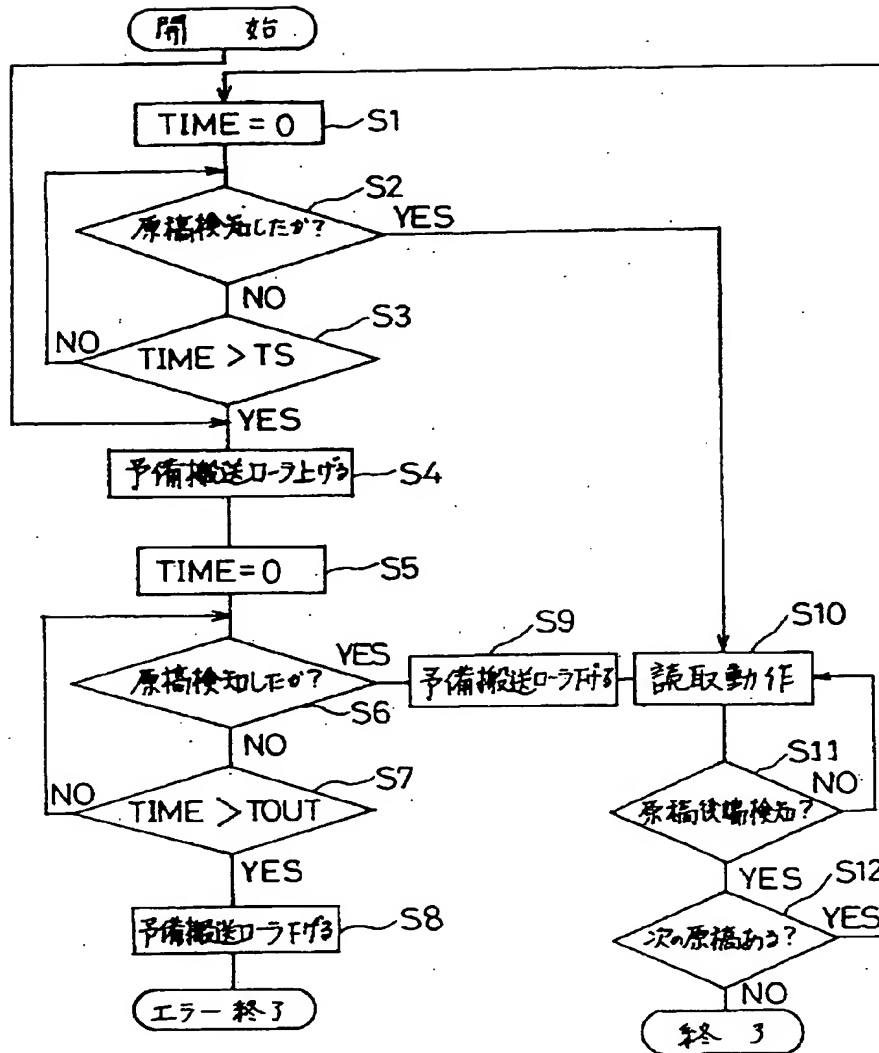 開 始
TIME=0
S1
S2
原稿検知したか?
YES
NO
S3
NO
TIME>TS
YES
予備搬送ローラ上げる
S4
TIME=0
S5
原稿検知したか?
YES
S6
NO
S7
NO
TIME>TOUT
YES
予備搬送ローラ下げる
S8
エラー終了
S9
予備搬送ローラ下げる
S10
読取動作
S11
NO
原稿後端検知?
YES
S12
YES
次の原稿ある?
NO
終 了